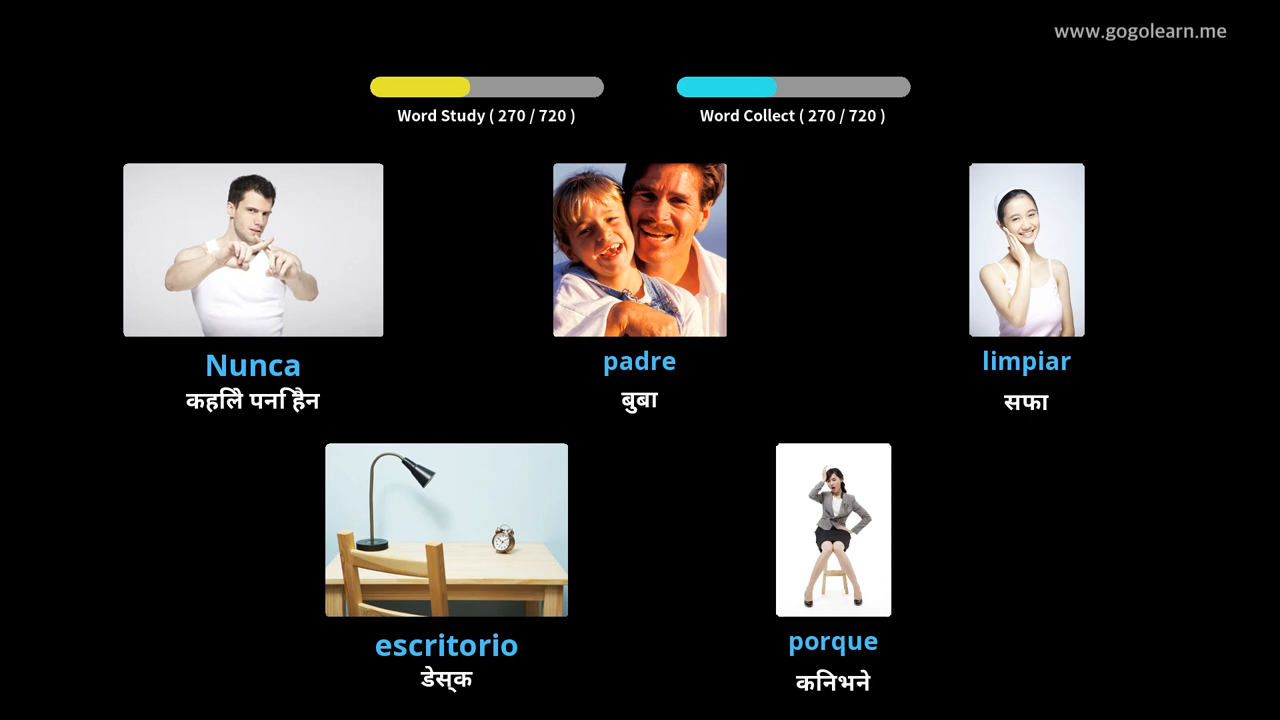 www.gogolearn.me
Word Study ( 270 / 720 )
Word Collect ( 270 / 720 )
Nunca
कहिलै पनि हैन
padre
बुबा
limpiar
सफा
escritorio
डेस्क
porque
किनभने